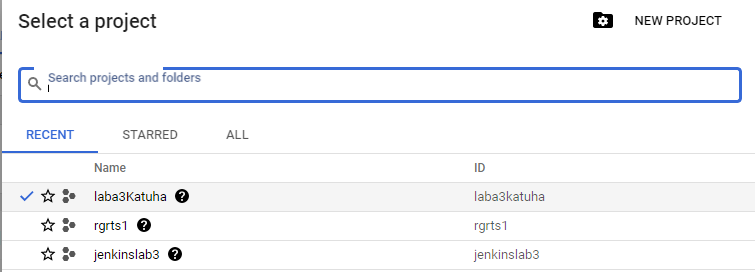 Select a project
NEW PROJECT
Search projects and folders
RECENT STARRED ALL
Name ID
laba3Katuha laba3katuha
rgrts1 rgrts1
jenkinslab3 jenkinslab3